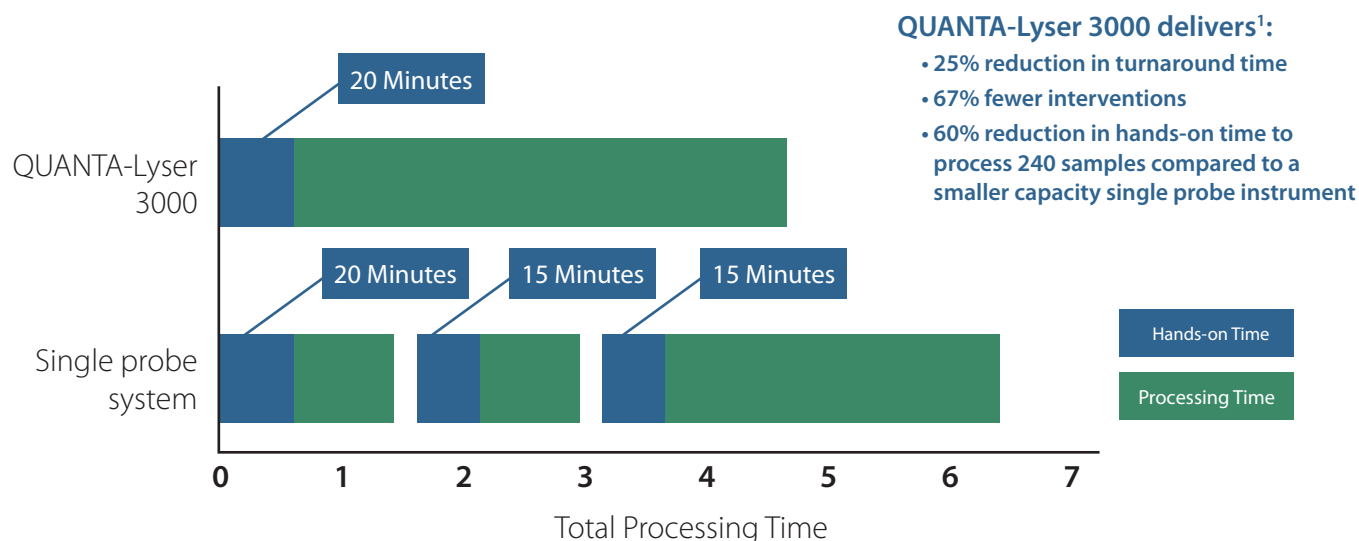 QUANTA-Lyser 3000 delivers¹:
• 25% reduction in turnaround time
• 67% fewer interventions
• 60% reduction in hands-on time to
process 240 samples compared to a
smaller capacity single probe instrument
20 Minutes
QUANTA-Lyser
3000
20 Minutes
15 Minutes
15 Minutes
Single probe
system
Hands-on Time
Processing Time
0 1 2 3 4 5 6 7
Total Processing Time